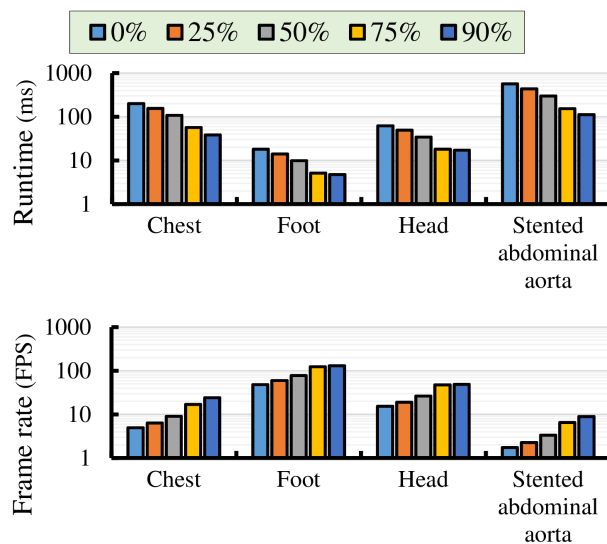 0% 25% 50% 75% 90%
Runtime (ms)
1000
100
10
1
Chest Foot Head Stented
abdominal
aorta
Frame rate (FPS)
1000
100
10
1
Chest Foot Head Stented
abdominal
aorta